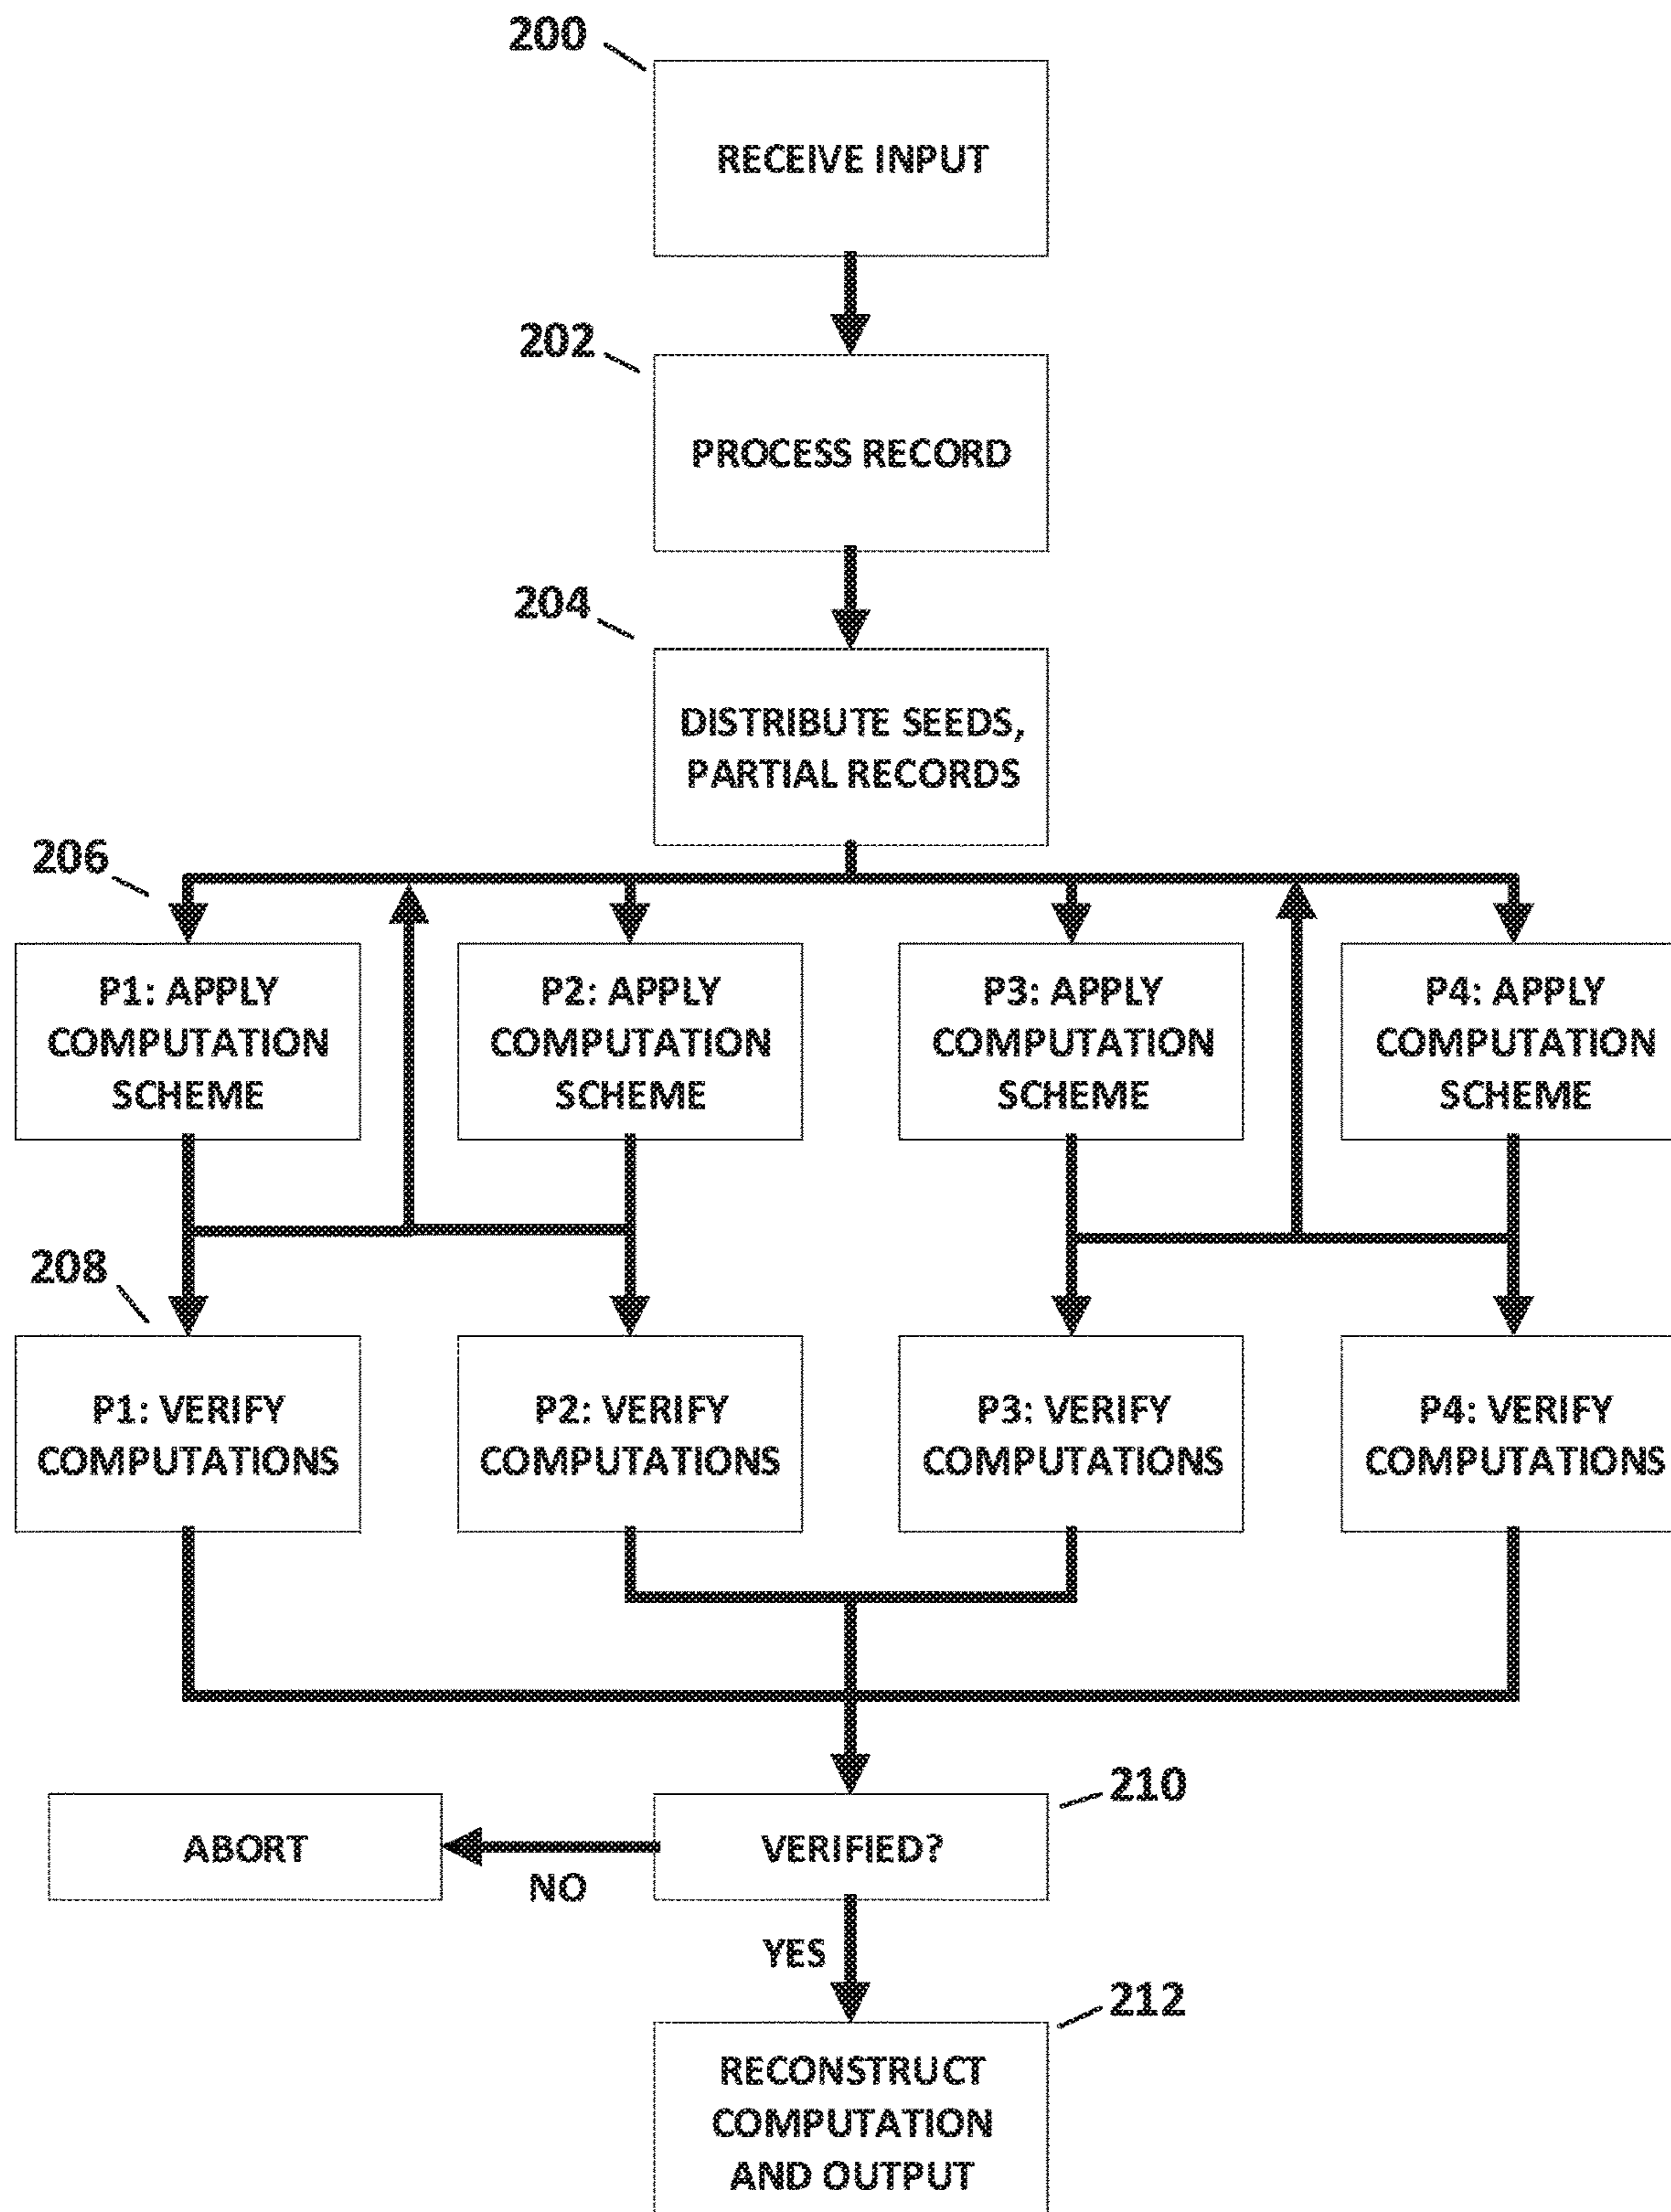 200
RECEIVE INPUT
202
PROCESS RECORD
204
DISTRIBUTE SEEDS,
PARTIAL RECORDS
206
P1: APPLY
COMPUTATION
SCHEME
P2: APPLY
COMPUTATION
SCHEME
P3: APPLY
COMPUTATION
SCHEME
P4: APPLY
COMPUTATION
SCHEME
208
P1: VERIFY
COMPUTATIONS
P2: VERIFY
COMPUTATIONS
P3: VERIFY
COMPUTATIONS
P4: VERIFY
COMPUTATIONS
210
ABORT
NO
VERIFIED?
YES
212
RECONSTRUCT
COMPUTATION
AND OUTPUT